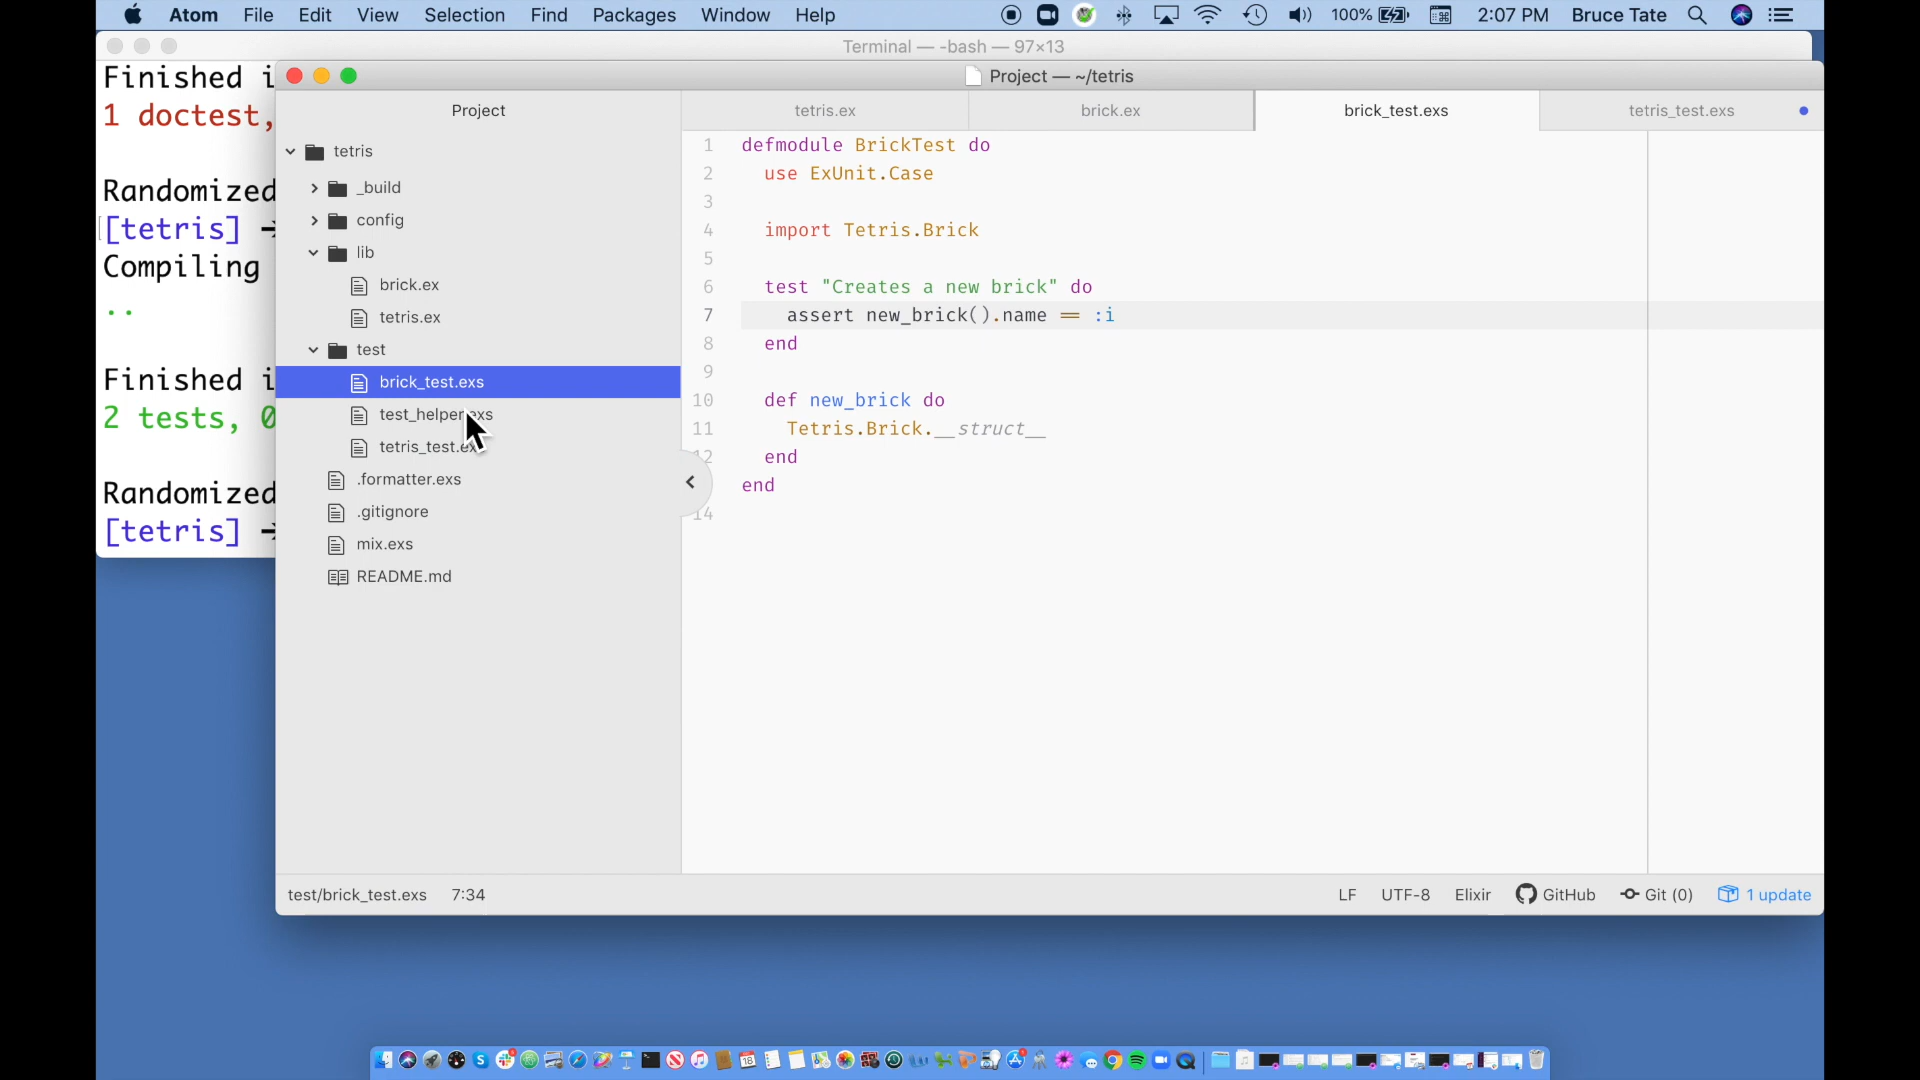 Atom File Edit View Selection Find Packages Window Help 100% 2:07 PM Bruce Tate
Terminal — -bash — 97×13
Finished i
1 doctest,
Randomized
[tetris]
Compiling
..
Finished i
2 tests, 0
Randomized
[tetris]
Project — ~/tetris
Project
tetris
_build
config
lib
brick.ex
tetris.ex
test
brick_test.exs
test_helper.exs
tetris_test.ex
.formatter.exs
.gitignore
mix.exs
README.md
tetris.ex brick.ex brick_test.exs tetris_test.exs
1 defmodule BrickTest do
2 use ExUnit.Case
3
4 import Tetris.Brick
5
6 test "Creates a new brick" do
7 assert new_brick().name == :i
8 end
9
10 def new_brick do
11 Tetris.Brick.__struct__
12 end
end
14
test/brick_test.exs 7:34
LF UTF-8 Elixir GitHub Git (0) 1 update
18